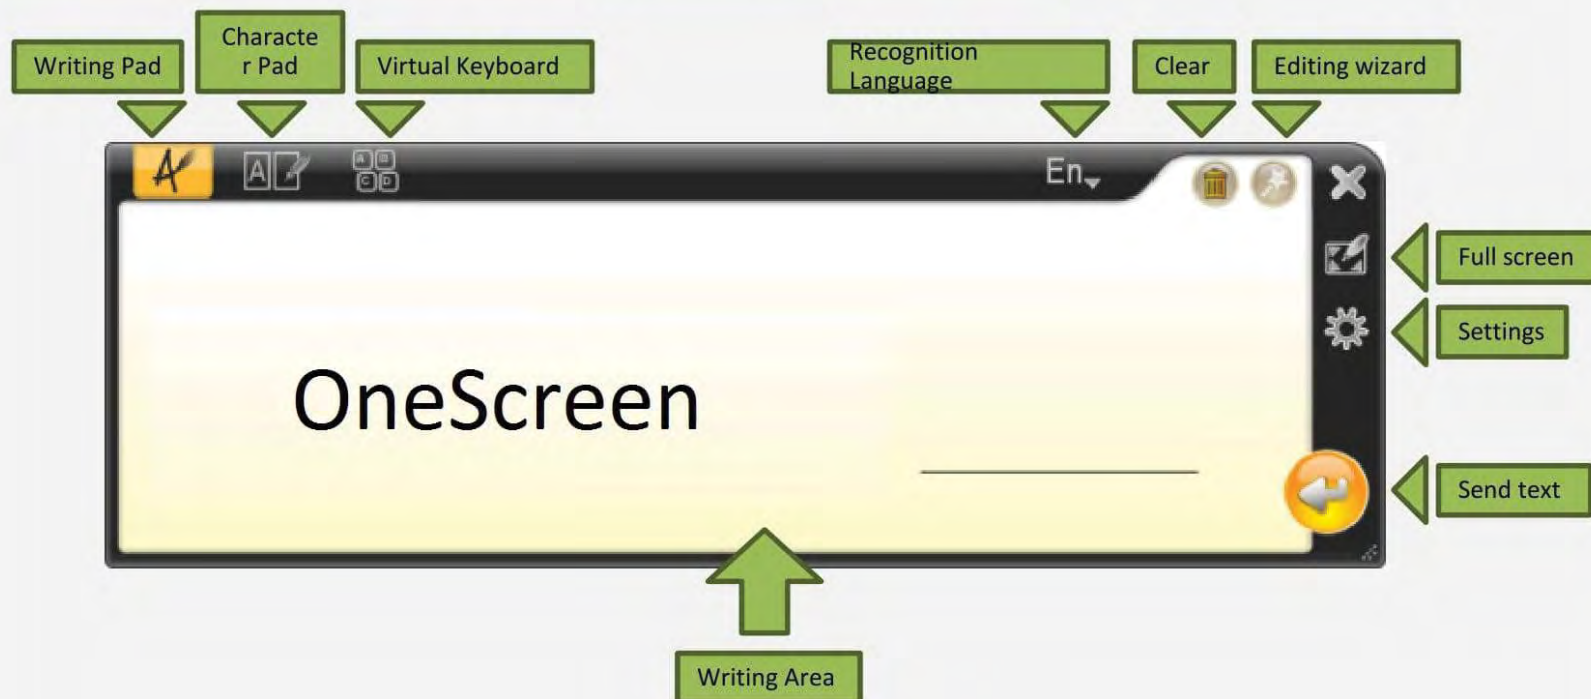 Writing Pad
Characte
r Pad
Virtual Keyboard
Recognition
Language
Clear
Editing wizard
A
A
A B
C D
En
Full screen
Settings
OneScreen
Send text
Writing Area